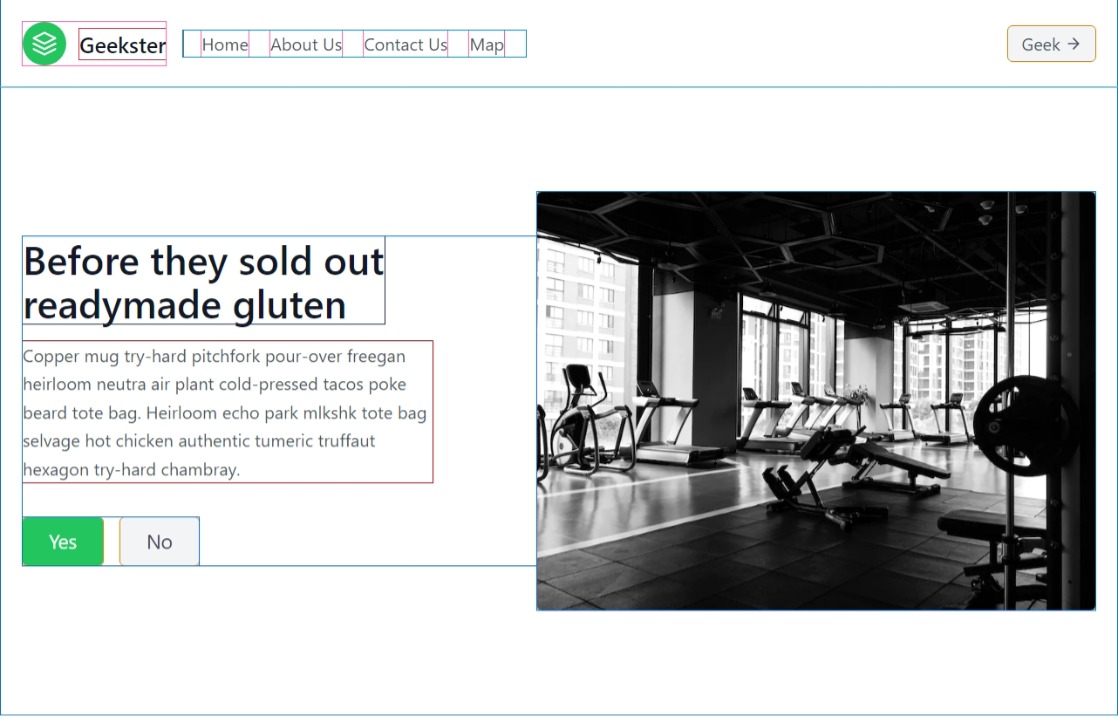 Geekster
Home About Us Contact Us Map
Geek →
Before they sold out
readymade gluten
Copper mug try-hard pitchfork pour-over freegan
heirloom neutra air plant cold-pressed tacos poke
beard tote bag. Heirloom echo park mlkshk tote bag
selvage hot chicken authentic tumeric truffaut
hexagon try-hard chambray.
Yes No